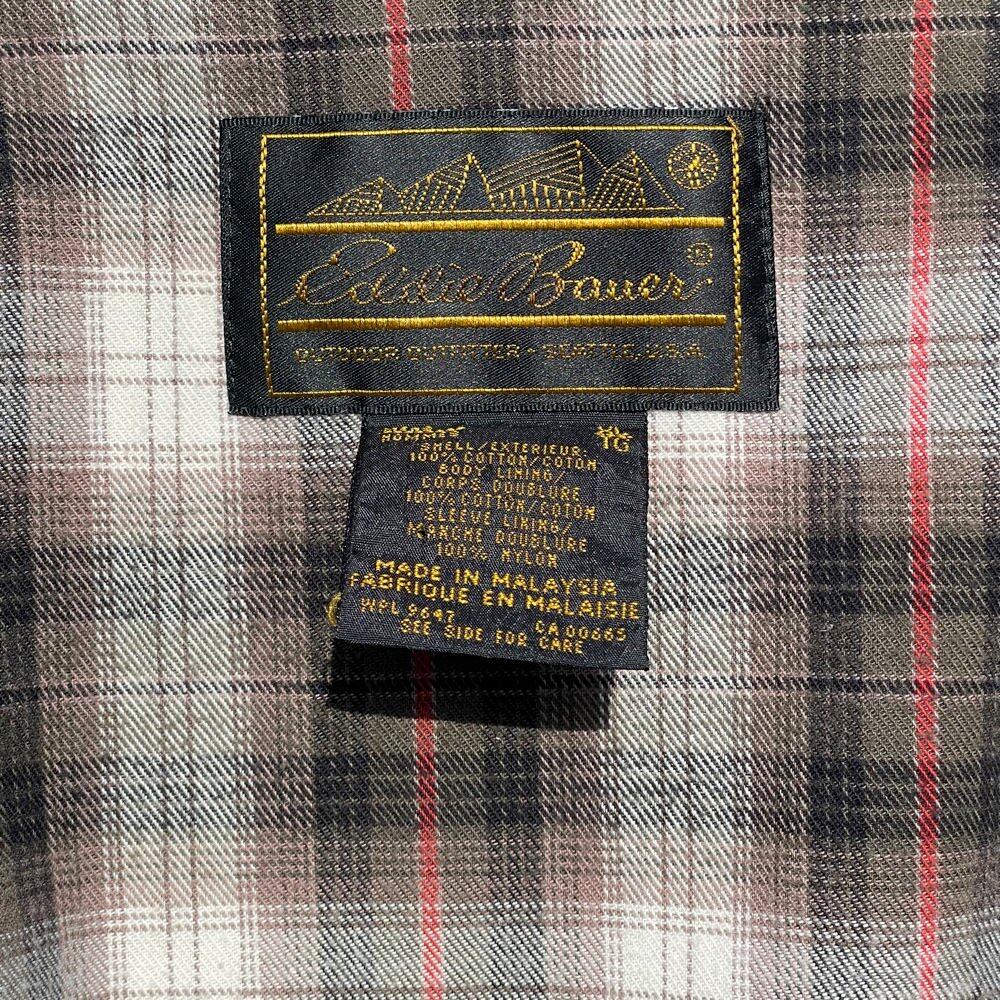 Eddie Bauer®
OUTDOOR OUTFITTER • SEATTLE, U.S.A.
HOMMES TG
SHELL/EXTERIEUR:
100% COTTON/COTON
BODY LINING/
CORPS DOUBLURE
100% COTTON/COTON
SLEEVE LINING/
MANCHE DOUBLURE
100% NYLON
MADE IN MALAYSIA
FABRIQUE EN MALAISIE
WPL 9647 CA 00665
SEE SIDE FOR CARE